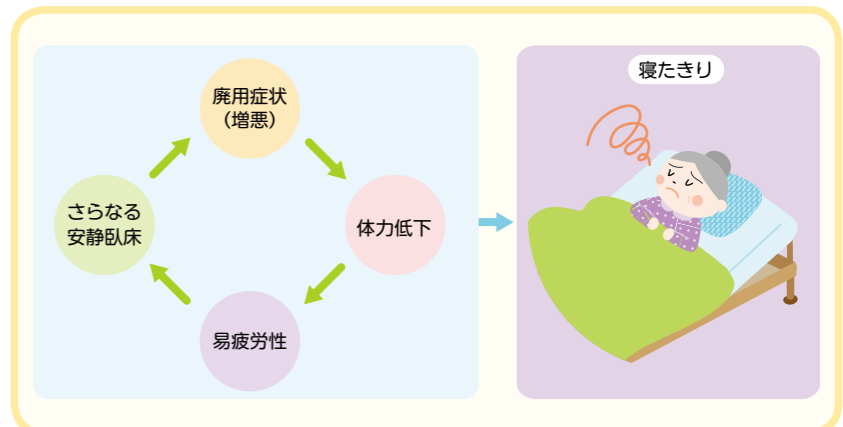 廃用症状
（増悪）
体力低下
易疲労性
さらなる
安静臥床
寝たきり